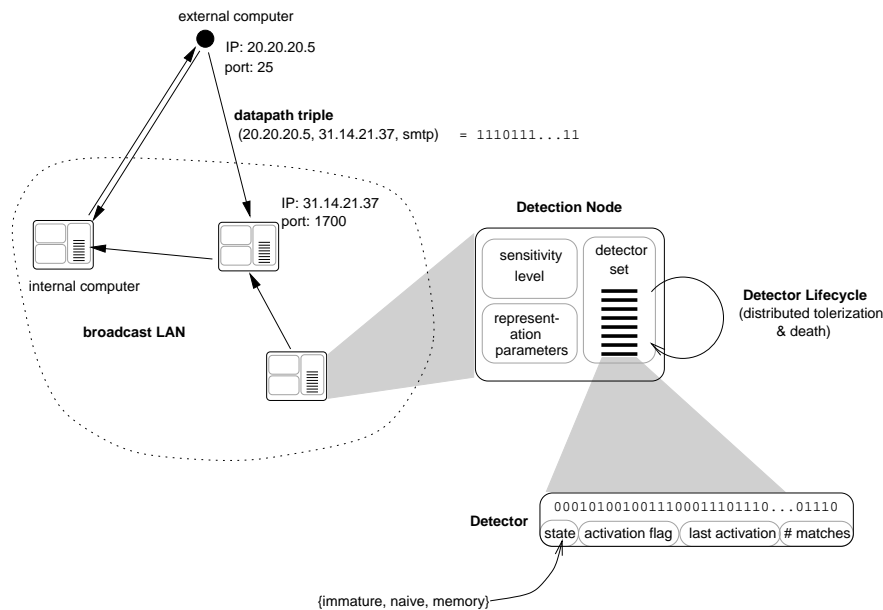 external computer
IP: 20.20.20.5
port: 25
datapath triple
(20.20.20.5, 31.14.21.37, smtp) = 1110111...11
IP: 31.14.21.37
port: 1700
internal computer
broadcast LAN
Detection Node
sensitivity
level
detector
set
represent-
ation
parameters
Detector Lifecycle
(distributed tolerization
& death)
Detector
0001010010011100011101110...01110
state
activation flag
last activation
# matches
{immature, naive, memory}